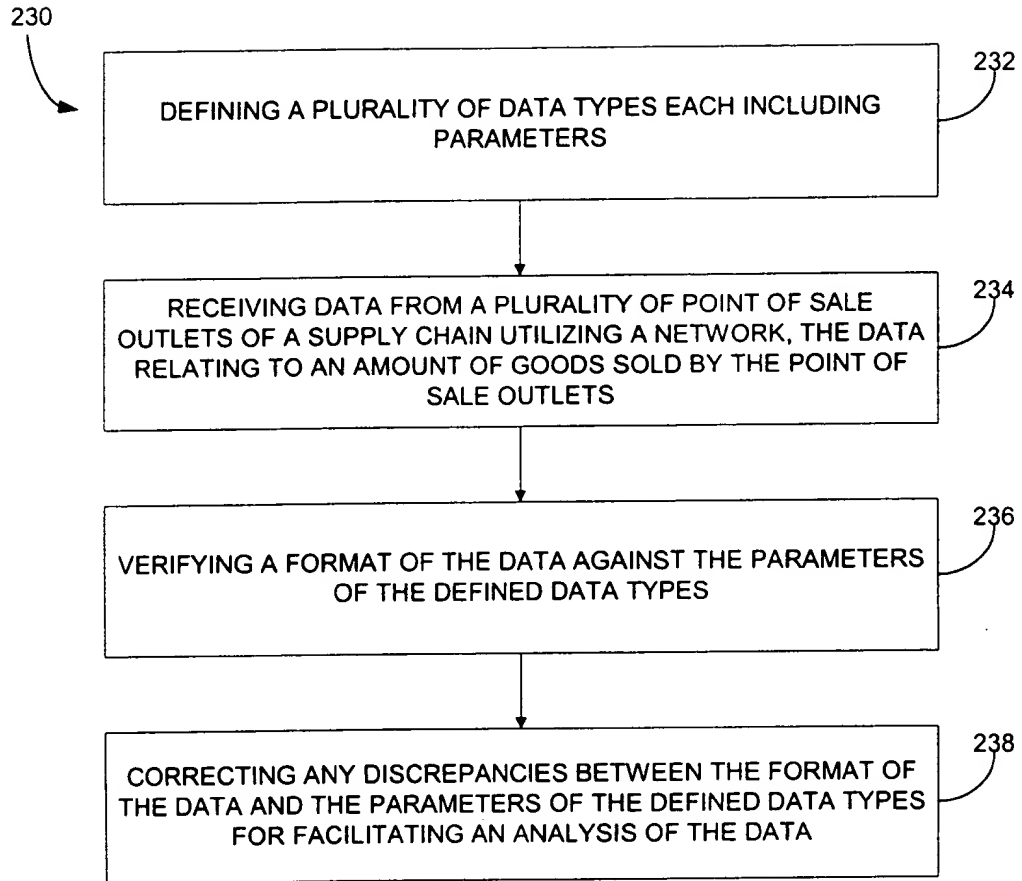 230
232
DEFINING A PLURALITY OF DATA TYPES EACH INCLUDING
PARAMETERS
234
RECEIVING DATA FROM A PLURALITY OF POINT OF SALE
OUTLETS OF A SUPPLY CHAIN UTILIZING A NETWORK, THE DATA
RELATING TO AN AMOUNT OF GOODS SOLD BY THE POINT OF
SALE OUTLETS
236
VERIFYING A FORMAT OF THE DATA AGAINST THE PARAMETERS
OF THE DEFINED DATA TYPES
238
CORRECTING ANY DISCREPANCIES BETWEEN THE FORMAT OF
THE DATA AND THE PARAMETERS OF THE DEFINED DATA TYPES
FOR FACILITATING AN ANALYSIS OF THE DATA